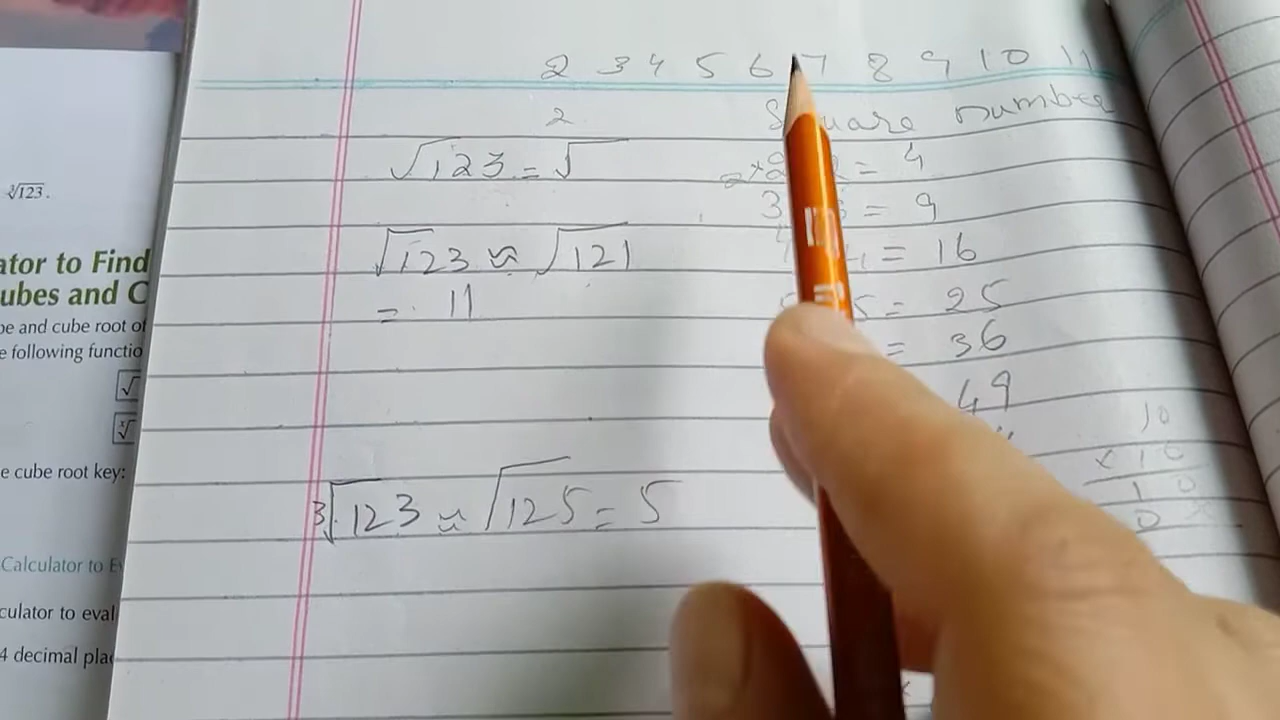 2 3 4 5 6 7 8 9 10 11
2
Square number
√123 = √
= 4
3 = 9
√123 ≈ √121
= 16
= 11
5 = 25
= 36
49
10
∛123 ≈ √125 = 5
∛123.
ator to Find
ubes and C
be and cube root of
e following functio
√
∛
e cube root key:
Calculator to E
culator to eval
4 decimal pla